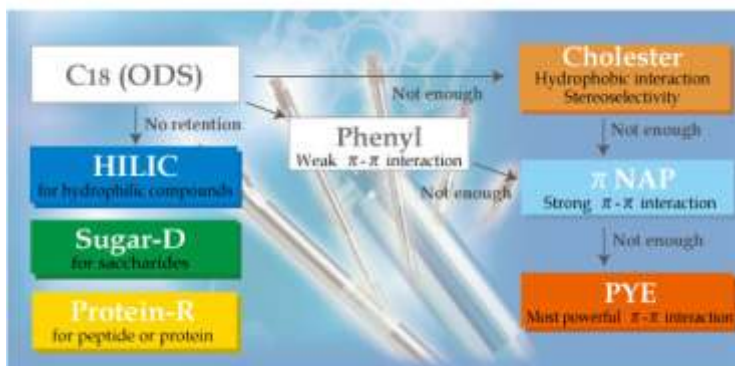 C18 (ODS)
Cholester
Hydrophobic interaction
Stereoselectivity
Not enough
No retention
Phenyl
Weak π-π interaction
Not enough
HILIC
for hydrophilic compounds
Not enough
π NAP
Strong π-π interaction
Sugar-D
for saccharides
Not enough
Protein-R
for peptide or protein
PYE
Most powerful π-π interaction